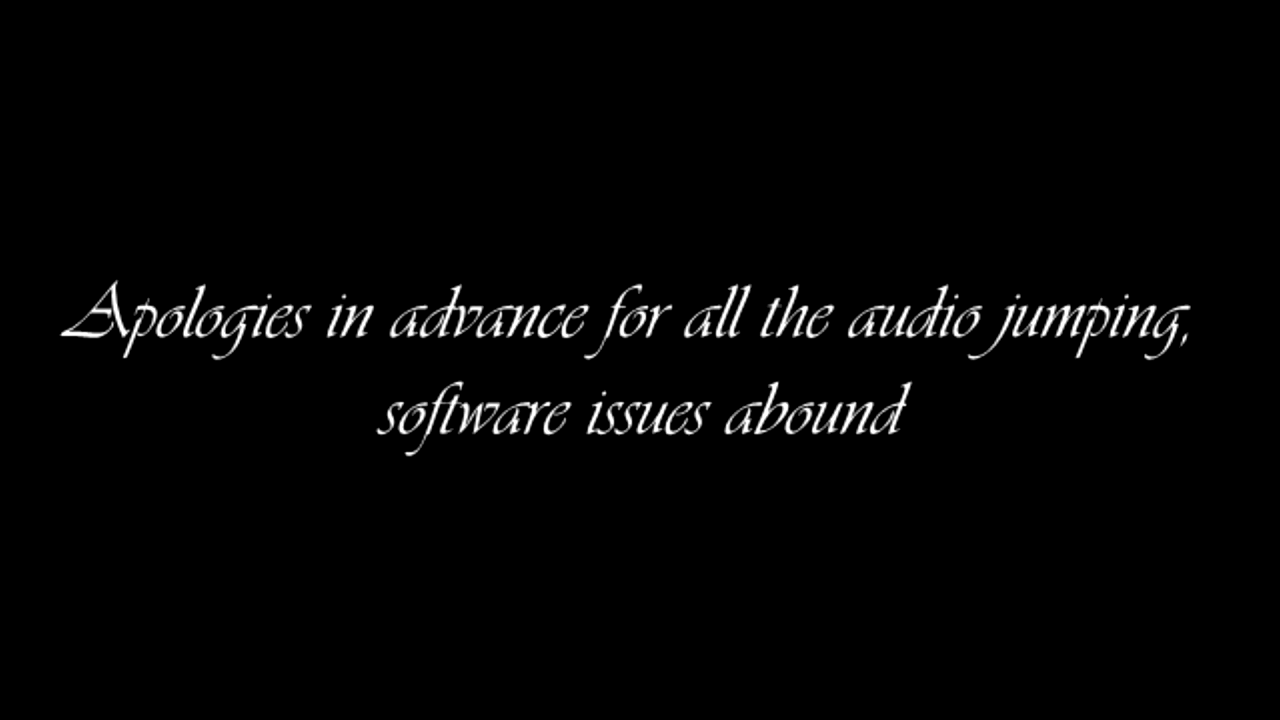 Apologies in advance for all the audio jumping,
software issues abound